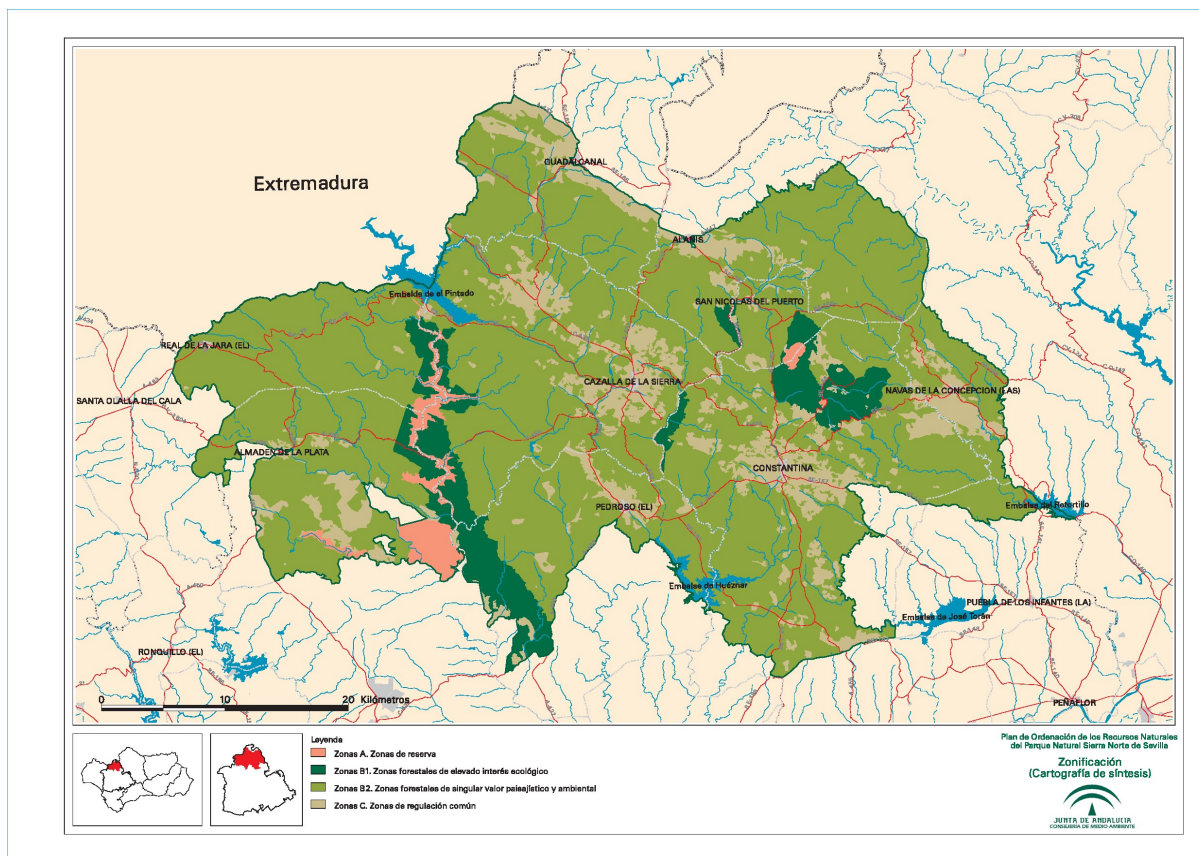 Extremadura
GUADALCANAL
ALANIS
Embalse de el Pintado
SAN NICOLAS DEL PUERTO
REAL DE LA JARA (EL)
CAZALLA DE LA SIERRA
NAVAS DE LA CONCEPCION (LAS)
SANTA OLALLA DEL CALA
ALMADEN DE LA PLATA
CONSTANTINA
PEDROSO (EL)
Embalse del Retortillo
Embalse de Huéznar
PUEBLA DE LOS INFANTES (LA)
Embalse de José Torán
RONQUILLO (EL)
PEÑAFLOR
0 10 20 Kilómetros
Leyenda
Zonas A. Zonas de reserva
Zonas B1. Zonas forestales de elevado interés ecológico
Zonas B2. Zonas forestales de singular valor paisajístico y ambiental
Zonas C. Zonas de regulación común
Plan de Ordenación de los Recursos Naturales
del Parque Natural Sierra Norte de Sevilla
Zonificación
(Cartografía de síntesis)
JUNTA DE ANDALUCIA
CONSEJERIA DE MEDIO AMBIENTE